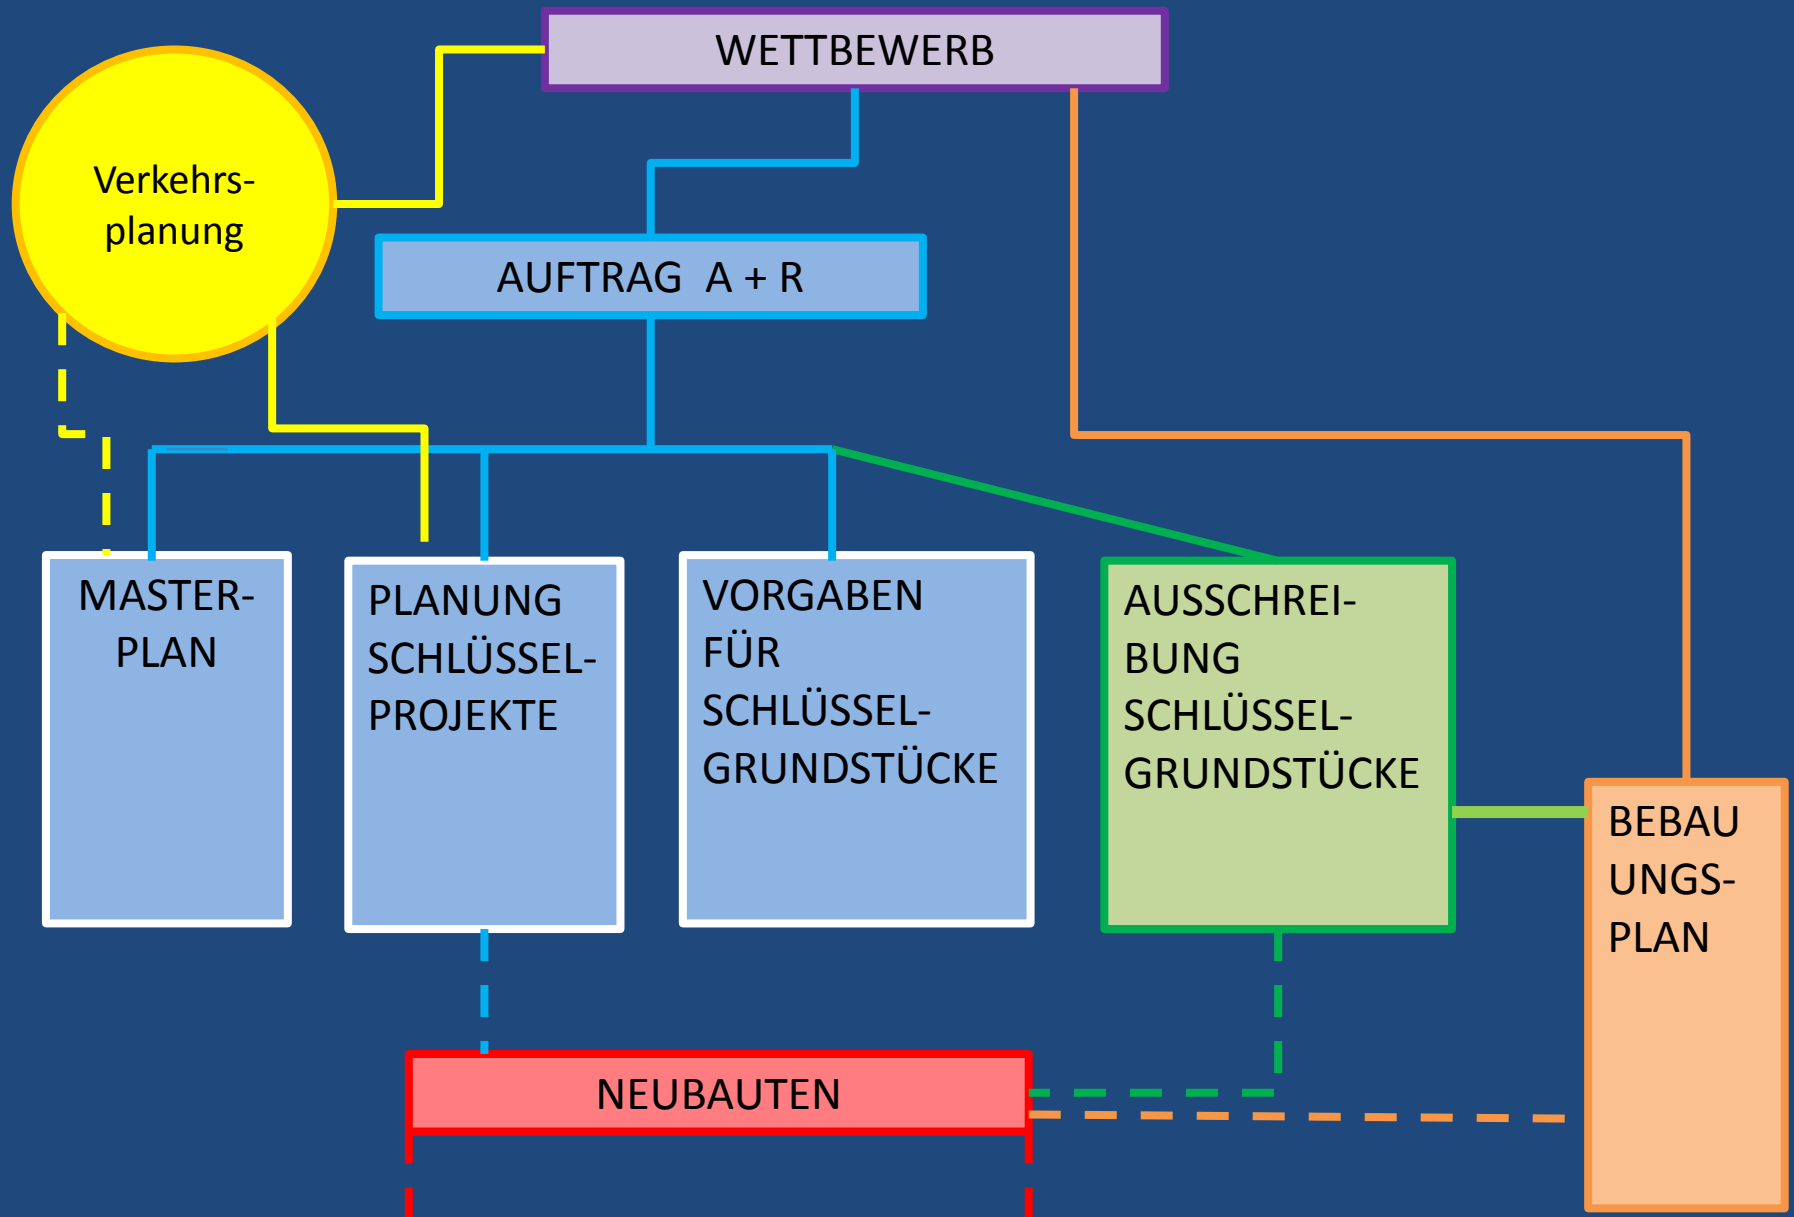 WETTBEWERB
Verkehrs-
planung
AUFTRAG A + R
MASTER-
PLAN
PLANUNG
SCHLÜSSEL-
PROJEKTE
VORGABEN
FÜR
SCHLÜSSEL-
GRUNDSTÜCKE
AUSSCHREI-
BUNG
SCHLÜSSEL-
GRUNDSTÜCKE
BEBAU
UNGS-
PLAN
NEUBAUTEN